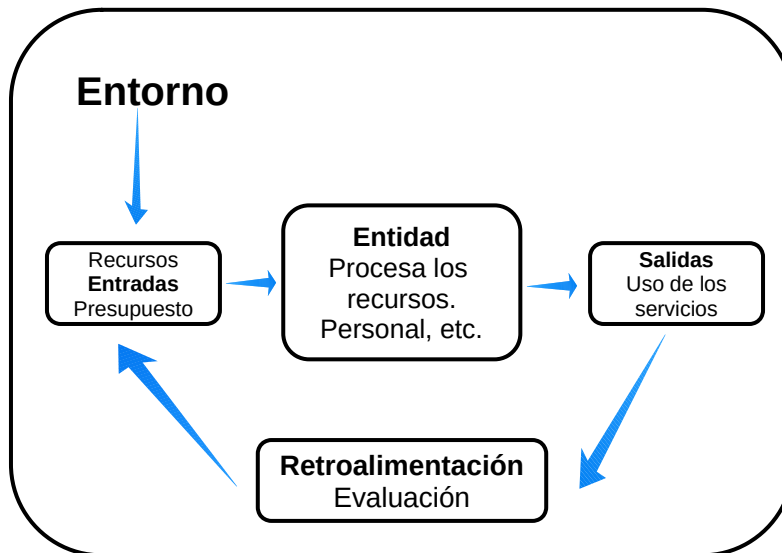 Entorno
Recursos
Entradas
Presupuesto
Entidad
Procesa los
recursos.
Personal, etc.
Salidas
Uso de los
servicios
Retroalimentación
Evaluación